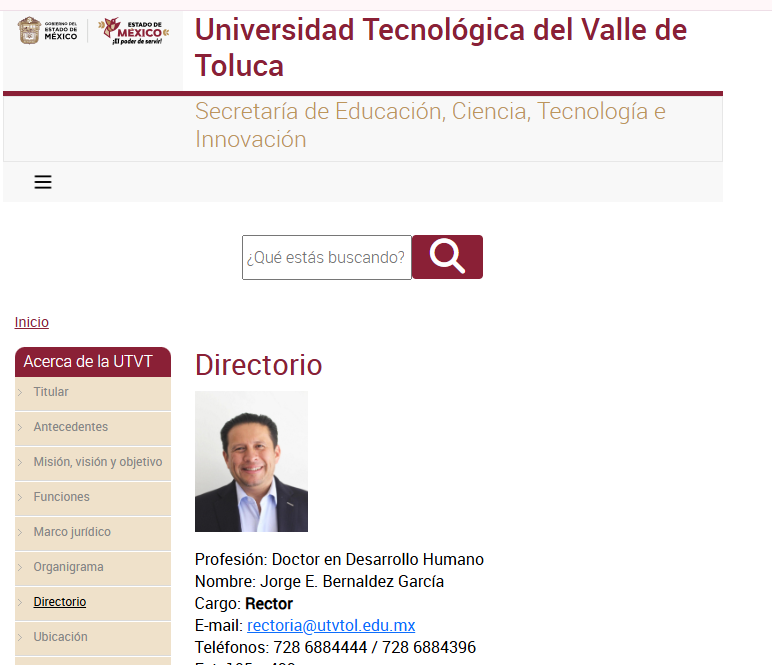 GOBIERNO DEL
ESTADO DE
MÉXICO
ESTADO DE
MÉXICO
¡El poder de servir!
Universidad Tecnológica del Valle de
Toluca
Secretaría de Educación, Ciencia, Tecnología e
Innovación
¿Qué estás buscando?
Inicio
Acerca de la UTVT
Titular
Antecedentes
Misión, visión y objetivo
Funciones
Marco jurídico
Organigrama
Directorio
Ubicación
Directorio
Profesión: Doctor en Desarrollo Humano
Nombre: Jorge E. Bernaldez García
Cargo: Rector
E-mail: rectoria@utvtol.edu.mx
Teléfonos: 728 6884444 / 728 6884396